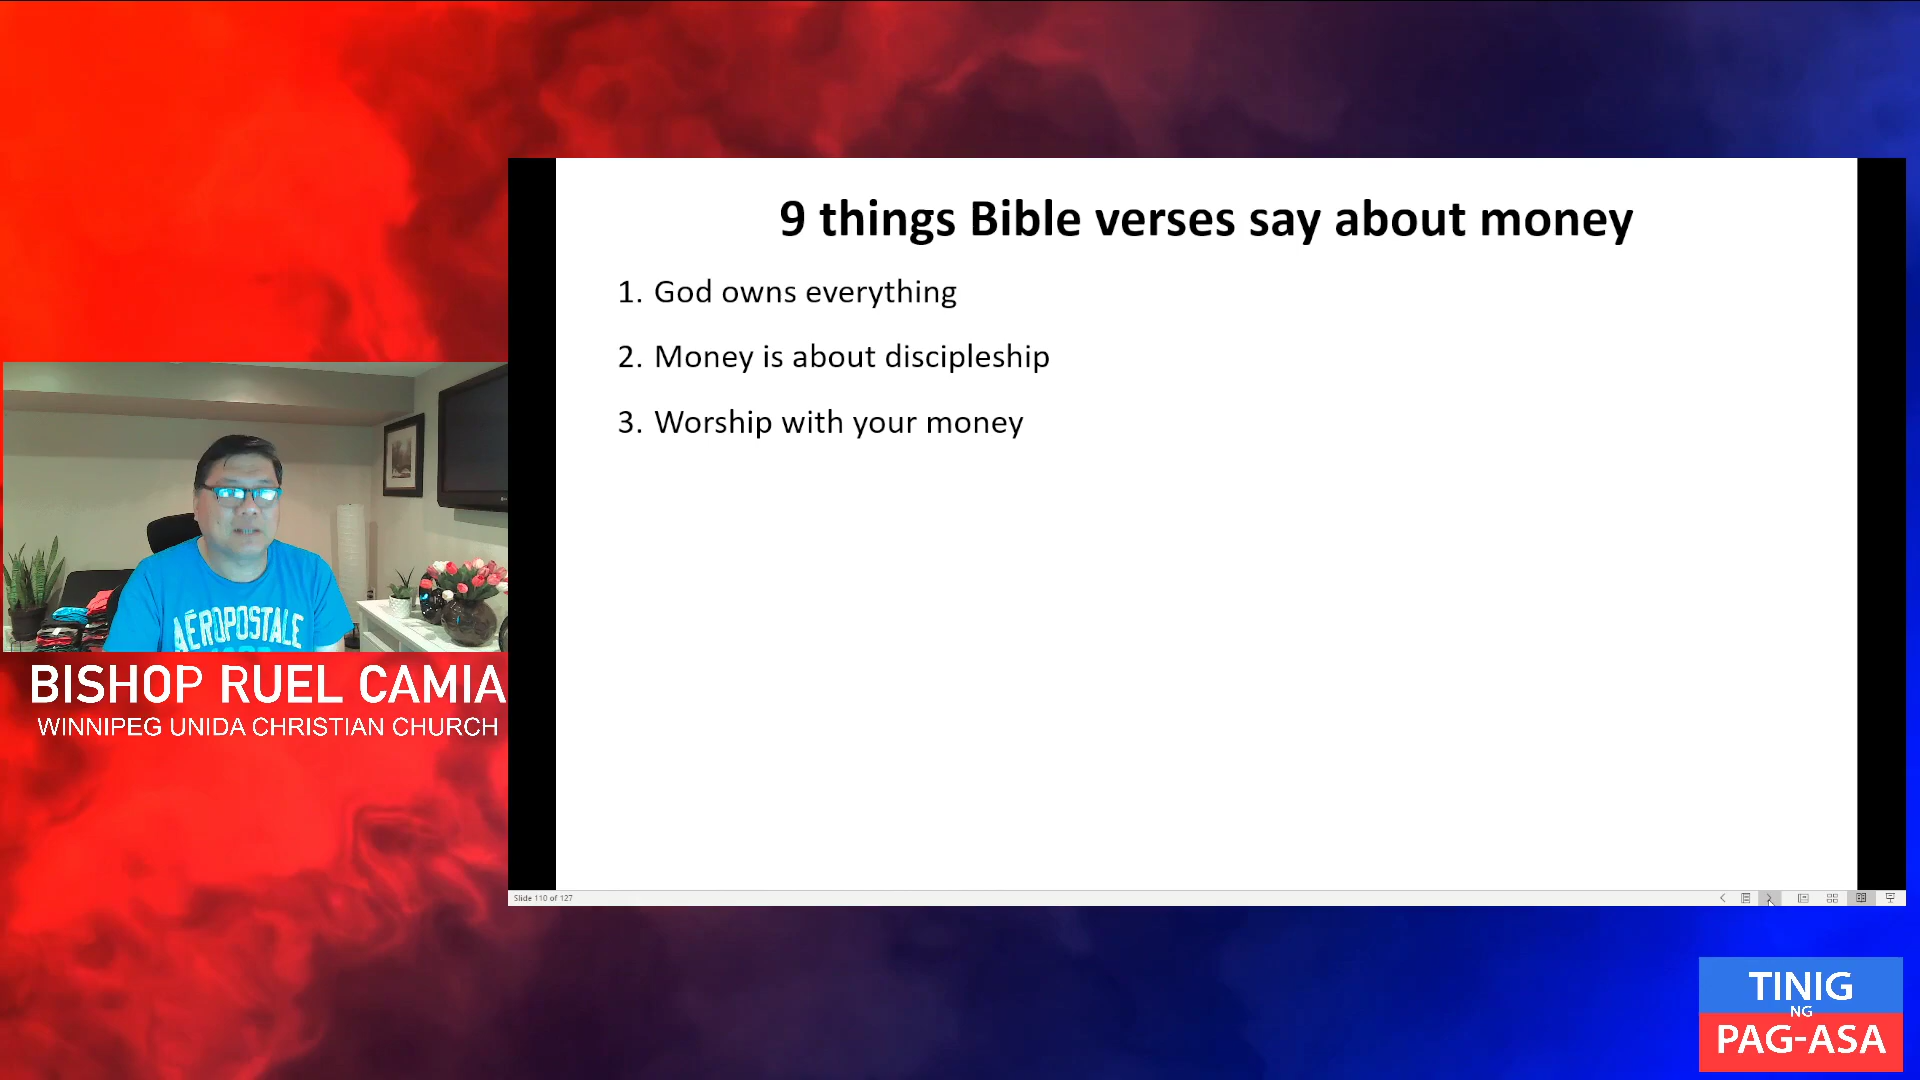 9 things Bible verses say about money
1. God owns everything
2. Money is about discipleship
3. Worship with your money
AÉROPOSTALE
BISHOP RUEL CAMIA
WINNIPEG UNIDA CHRISTIAN CHURCH
Slide 110 of 127
TINIG
NG
PAG-ASA